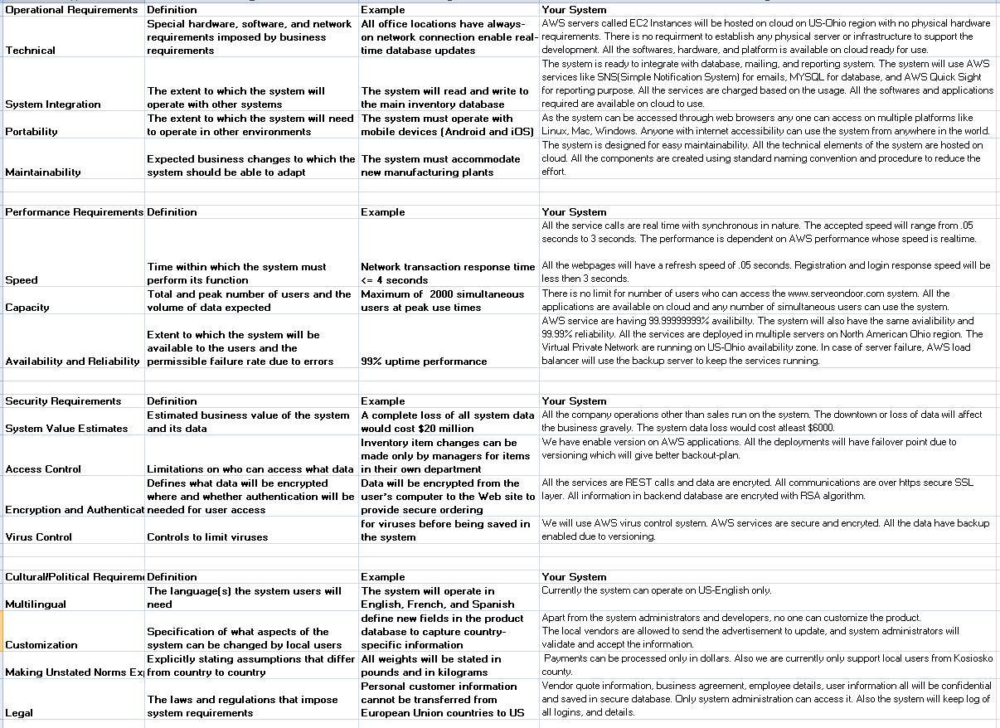 Operational Requirements Definition Example Your System
Technical
Special hardware, software, and network
requirements imposed by business
requirements
All office locations have always-
on network connection enable real-
time database updates
AWS servers called EC2 Instances will be hosted on cloud on US-Ohio region with no physical hardware
requirements. There is no requirment to establish any physical server or infrastructure to support the
development. All the softwares, hardware, and platform is available on cloud ready for use.
System Integration
The extent to which the system will
operate with other systems
The system will read and write to
the main inventory database
The system is ready to integrate with database, mailing, and reporting system. The system will use AWS
services like SNS(Simple Notification System) for emails, MYSQL for database, and AWS Quick Sight
for reporting purpose. All the services are charged based on the usage. All the softwares and applications
required are available on cloud to use.
Portability
The extent to which the system will need
to operate in other environments
The system must operate with
mobile devices (Android and iOS)
As the system can be accessed through web browsers any one can access on multiple platforms like
Linux, Mac, Windows. Anyone with internet accessibility can use the system from anywhere in the world.
Maintainability
Expected business changes to which the
system should be able to adapt
The system must accommodate
new manufacturing plants
The system is designed for easy maintainability. All the technical elements of the system are hosted on
cloud. All the components are created using standard naming convention and procedure to reduce the
effort.
Performance Requirements Definition Example Your System
Speed
Time within which the system must
perform its function
Network transaction response time
<= 4 seconds
All the service calls are real time with synchronous in nature. The accepted speed will range from .05
seconds to 3 seconds. The performance is dependent on AWS performance whose speed is realtime.
All the webpages will have a refresh speed of .05 seconds. Registration and login response speed will be
less then 3 seconds.
Capacity
Total and peak number of users and the
volume of data expected
Maximum of 2000 simultaneous
users at peak use times
There is no limit for number of users who can access the www.serveondoor.com system. All the
applications are available on cloud and any number of simultaneous users can use the system.
Availability and Reliability
Extent to which the system will be
available to the users and the
permissible failure rate due to errors
99% uptime performance
AWS service are having 99.99999999% availibilty. The system will also have the same avialibility and
99.99% reliability. All the services are deployed in multiple servers on North American Ohio region. The
Virtual Private Network are running on US-Ohio availability zone. In case of server failure, AWS load
balancer will use the backup server to keep the services running.
Security Requirements Definition Example Your System
System Value Estimates
Estimated business value of the system
and its data
A complete loss of all system data
would cost $20 million
All the company operations other than sales run on the system. The downtown or loss of data will affect
the business gravely. The system data loss would cost atleast $6000.
Access Control
Limitations on who can access what data
Inventory item changes can be
made only by managers for items
in their own department
We have enable version on AWS applications. All the deployments will have failover point due to
versioning which will give better backout-plan.
Encryption and Authenticat
Defines what data will be encrypted
where and whether authentication will be
needed for user access
Data will be encrypted from the
user's computer to the Web site to
provide secure ordering
All the services are REST calls and data are encryted. All communications are over https secure SSL
layer. All information in backend database are encryted with RSA algorithm.
Virus Control
Controls to limit viruses
for viruses before being saved in
the system
We will use AWS virus control system. AWS services are secure and encryted. All the data have backup
enabled due to versioning.
Cultural/Political Requirem Definition Example Your System
Multilingual
The language(s) the system users will
need
The system will operate in
English, French, and Spanish
Currently the system can operate on US-English only.
Customization
Specification of what aspects of the
system can be changed by local users
define new fields in the product
database to capture country-
specific information
Apart from the system administrators and developers, no one can customize the product.
The local vendors are allowed to send the advertisement to update, and system administrators will
validate and accept the information.
Making Unstated Norms Exp
Explicitly stating assumptions that differ
from country to country
All weights will be stated in
pounds and in kilograms
Payments can be processed only in dollars. Also we are currently only support local users from Kosiosko
county.
Legal
The laws and regulations that impose
system requirements
Personal customer information
cannot be transferred from
European Union countries to US
Vendor quote information, business agreement, employee details, user information all will be confidential
and saved in secure database. Only system administration can access it. Also the system will keep log of
all logins, and details.